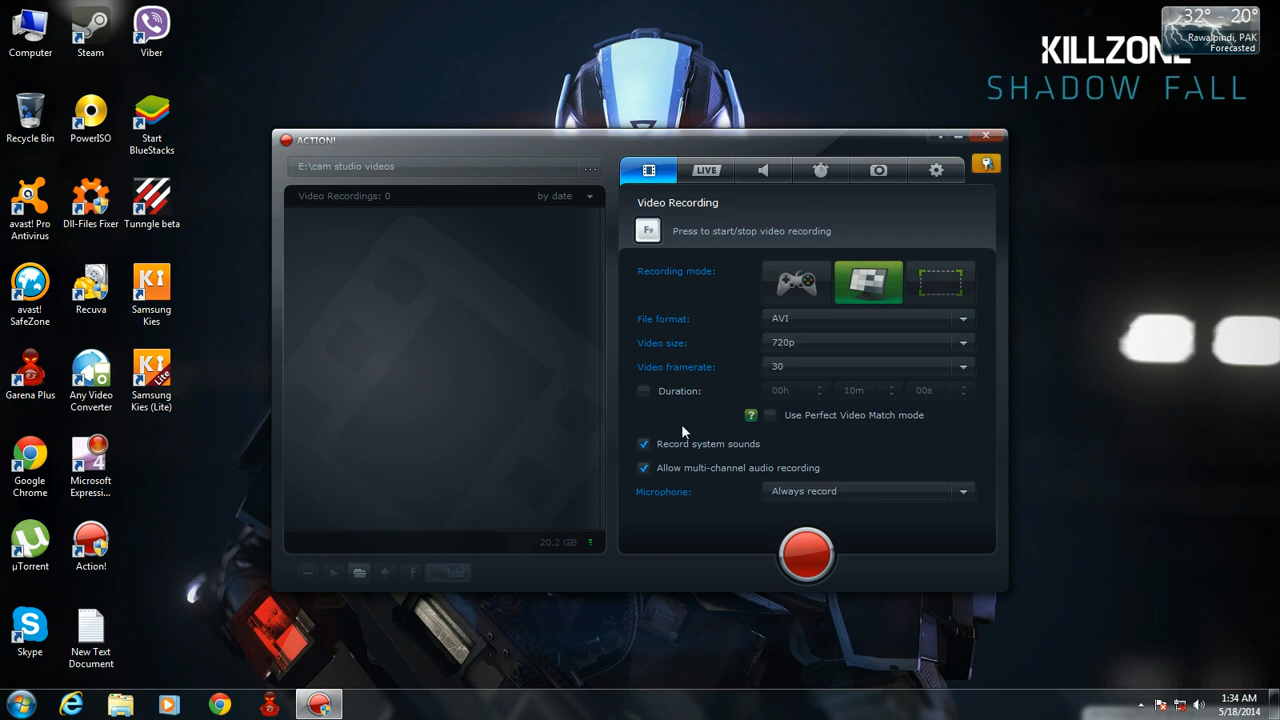 Computer
Steam
Viber
Recycle Bin
PowerISO
Start
BlueStacks
avast! Pro
Antivirus
Dll-Files Fixer
Tunngle beta
avast!
SafeZone
Recuva
Samsung
Kies
Garena Plus
Any Video
Converter
Samsung
Kies (Lite)
Google
Chrome
Microsoft
Expressi...
µTorrent
Action!
Skype
New Text
Document
32° - 20°
Rawalpindi, PAK
Forecasted
KILLZONE
SHADOW FALL
ACTION!
E:\cam studio videos
...
Video Recordings: 0
by date
20.2 GB
LIVE
Video Recording
F9
Press to start/stop video recording
Recording mode:
File format:
AVI
Video size:
720p
Video framerate:
30
Duration:
00h
10m
00s
?
Use Perfect Video Match mode
Record system sounds
Allow multi-channel audio recording
Microphone:
Always record
YouTube
1:34 AM
5/18/2014